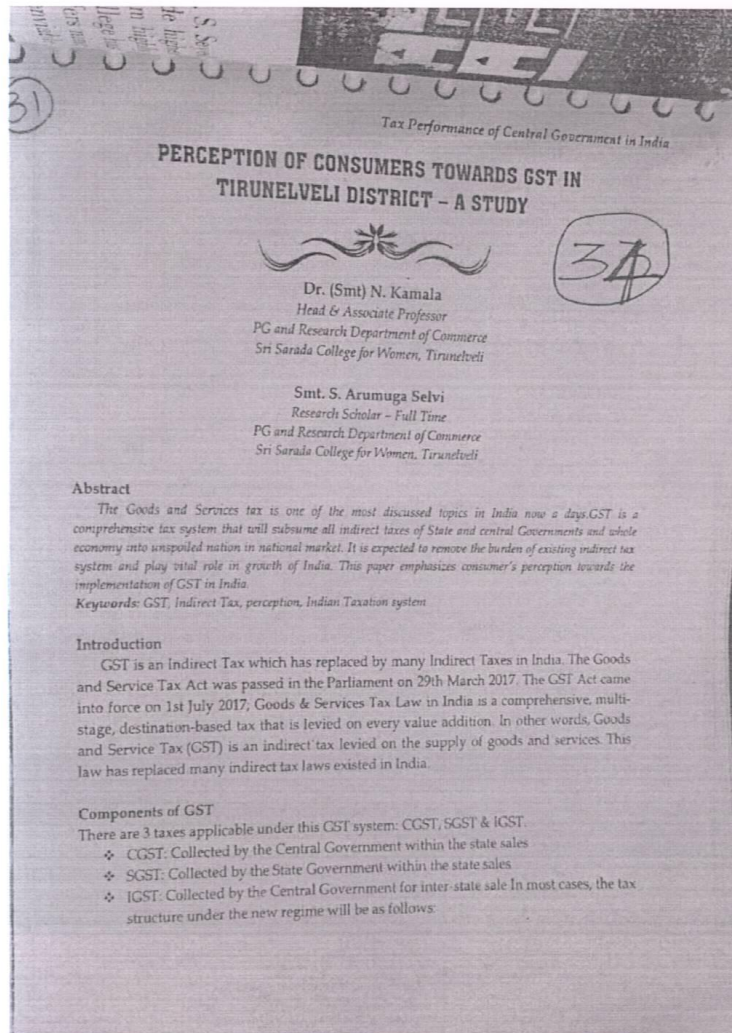 31
Tax Performance of Central Government in India
PERCEPTION OF CONSUMERS TOWARDS GST IN
TIRUNELVELI DISTRICT – A STUDY
Dr. (Smt) N. Kamala
Head & Associate Professor
PG and Research Department of Commerce
Sri Sarada College for Women, Tirunelveli
Smt. S. Arumuga Selvi
Research Scholar – Full Time
PG and Research Department of Commerce
Sri Sarada College for Women, Tirunelveli
Abstract
The Goods and Services tax is one of the most discussed topics in India now a days.GST is a
comprehensive tax system that will subsume all indirect taxes of State and central Governments and whole
economy into unspoiled nation in national market. It is expected to remove the burden of existing indirect tax
system and play vital role in growth of India. This paper emphasizes consumer's perception towards the
implementation of GST in India.
Keywords: GST, Indirect Tax, perception, Indian Taxation system
Introduction
GST is an Indirect Tax which has replaced by many Indirect Taxes in India. The Goods
and Service Tax Act was passed in the Parliament on 29th March 2017. The GST Act came
into force on 1st July 2017; Goods & Services Tax Law in India is a comprehensive, multi-
stage, destination-based tax that is levied on every value addition. In other words, Goods
and Service Tax (GST) is an indirect tax levied on the supply of goods and services. This
law has replaced many indirect tax laws existed in India.
Components of GST
There are 3 taxes applicable under this GST system: CGST, SGST & IGST.
❖ CGST: Collected by the Central Government within the state sales
❖ SGST: Collected by the State Government within the state sales
❖ IGST: Collected by the Central Government for inter-state sale In most cases, the tax
structure under the new regime will be as follows: